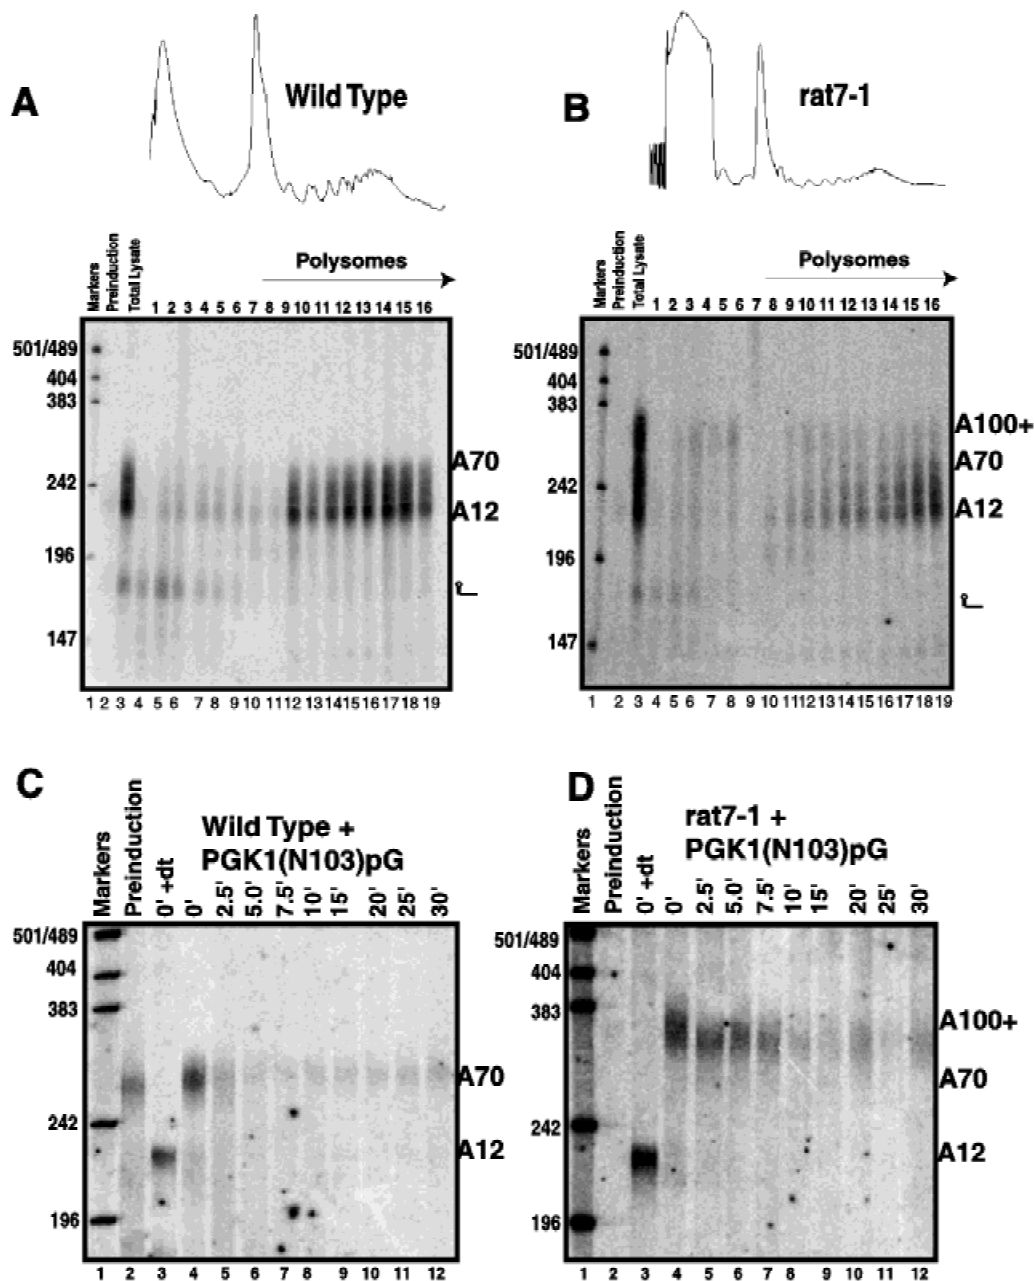 A
Wild Type
Markers
Preinduction
Total Lysate
Polysomes
1 2 3 4 5 6 7 8 9 10 11 12 13 14 15 16
501/489
404
383
242
196
147
A70
A12
1 2 3 4 5 6 7 8 9 10 11 12 13 14 15 16 17 18 19
B
rat7-1
Markers
Preinduction
Total Lysate
Polysomes
1 2 3 4 5 6 7 8 9 10 11 12 13 14 15 16
501/489
404
383
242
196
147
A100+
A70
A12
1 2 3 4 5 6 7 8 10 11 12 13 14 15 16 17 18 19
C
Wild Type +
PGK1(N103)pG
Markers
Preinduction
0' +dt
0'
2.5'
5.0'
7.5'
10'
15'
20'
25'
30'
501/489
404
383
242
196
A70
A12
1 2 3 4 5 6 7 8 9 10 11 12
D
rat7-1 +
PGK1(N103)pG
Markers
Preinduction
0' +dt
0'
2.5'
5.0'
7.5'
10'
15'
20'
25'
30'
501/489
404
383
242
196
A100+
A70
A12
1 2 3 4 5 6 7 8 9 10 11 12